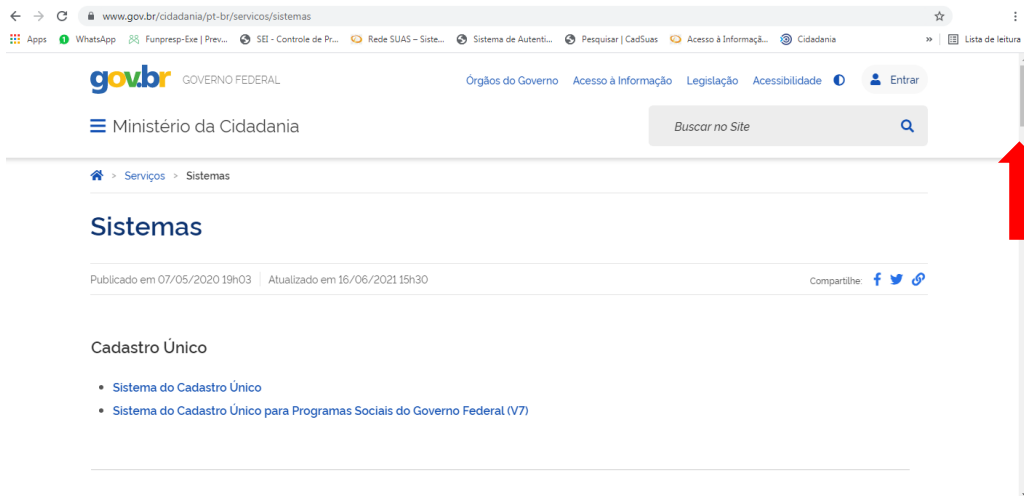 www.gov.br/cidadania/pt-br/servicos/sistemas
Apps WhatsApp Funpresp-Exe | Prev... SEI - Controle de Pr... Rede SUAS – Siste... Sistema de Autenti... Pesquisar | CadSuas Acesso à Informaçã... Cidadania » Lista de leitura
gov.br GOVERNO FEDERAL Órgãos do Governo Acesso à Informação Legislação Acessibilidade Entrar
Ministério da Cidadania Buscar no Site
> Serviços > Sistemas
Sistemas
Publicado em 07/05/2020 19h03 Atualizado em 16/06/2021 15h30 Compartilhe:
Cadastro Único
• Sistema do Cadastro Único
• Sistema do Cadastro Único para Programas Sociais do Governo Federal (V7)